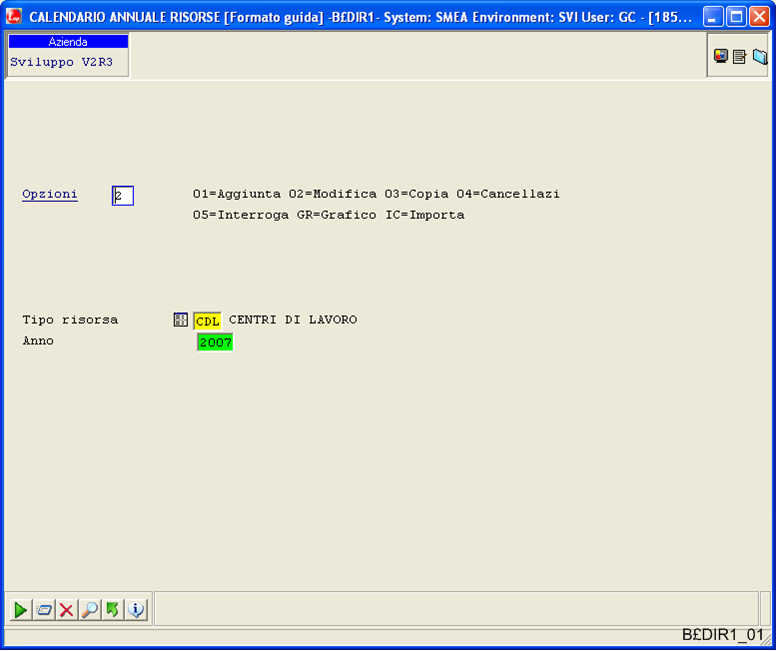 CALENDARIO ANNUALE RISORSE [Formato guida] -B£DIR1- System: SMEA Environment: SVI User: GC - [185...
Azienda
Sviluppo V2R3
Opzioni 2 01=Aggiunta 02=Modifica 03=Copia 04=Cancellazi
05=Interroga GR=Grafico IC=Importa
Tipo risorsa CDL CENTRI DI LAVORO
Anno 2007
B£DIR1_01